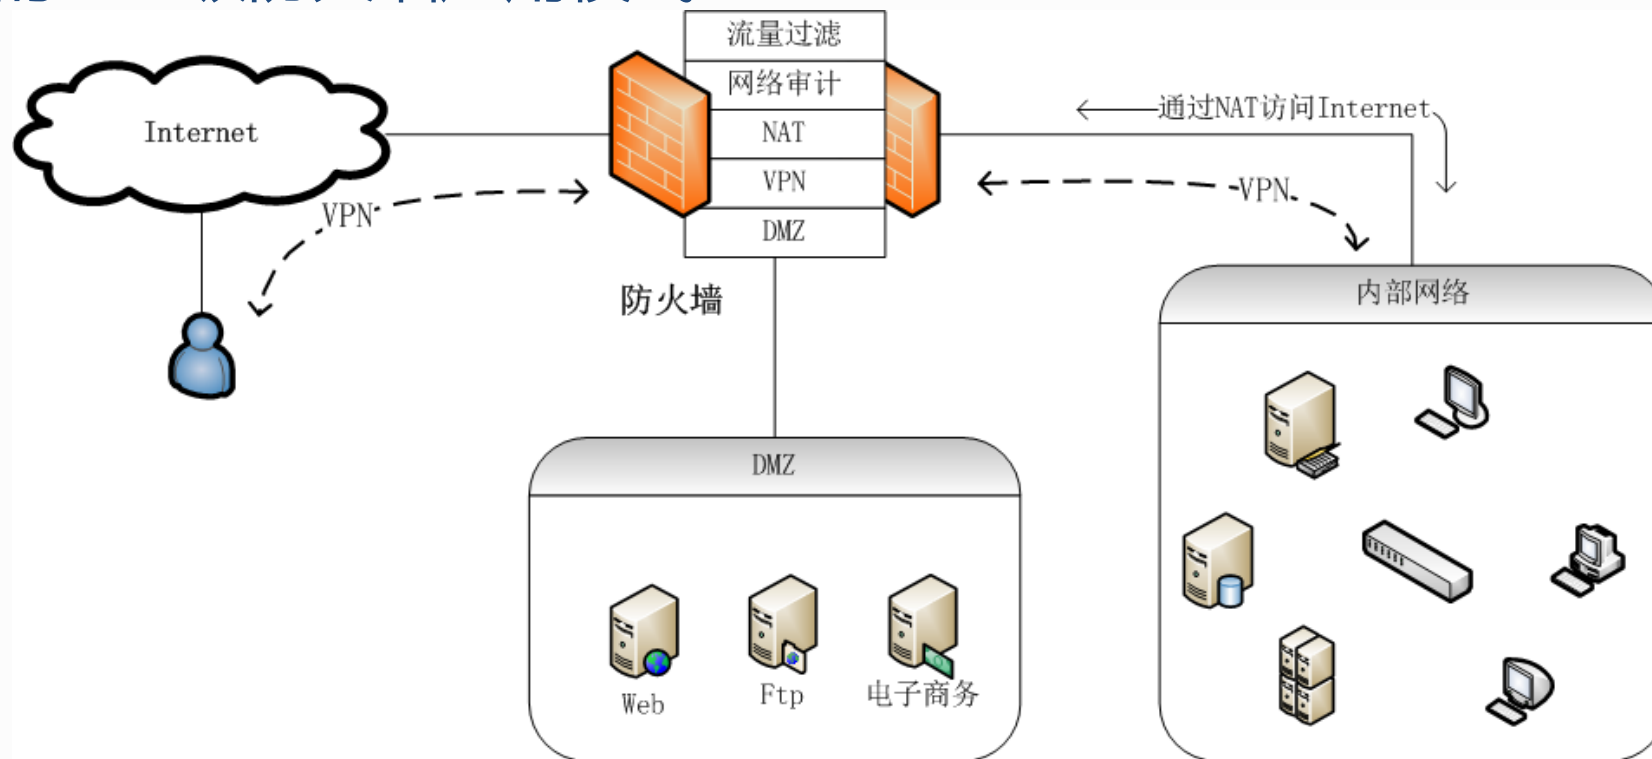 流量过滤
网络审计
NAT
VPN
DMZ
Internet
通过NAT访问Internet
VPN
VPN
防火墙
内部网络
DMZ
Web
Ftp
电子商务